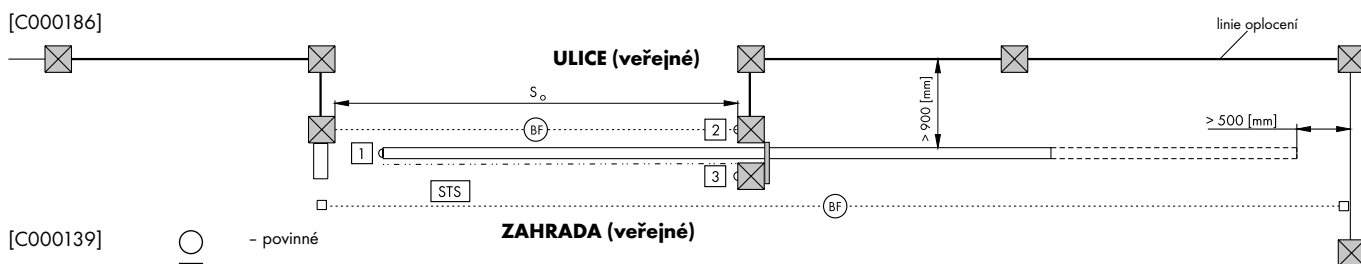 [C000186]
linie oplocení
ULICE (veřejné)
S₀
> 900 [mm]
> 500 [mm]
BF
2
1
3
STS
BF
ZAHRADA (veřejné)
[C000139]
– povinné